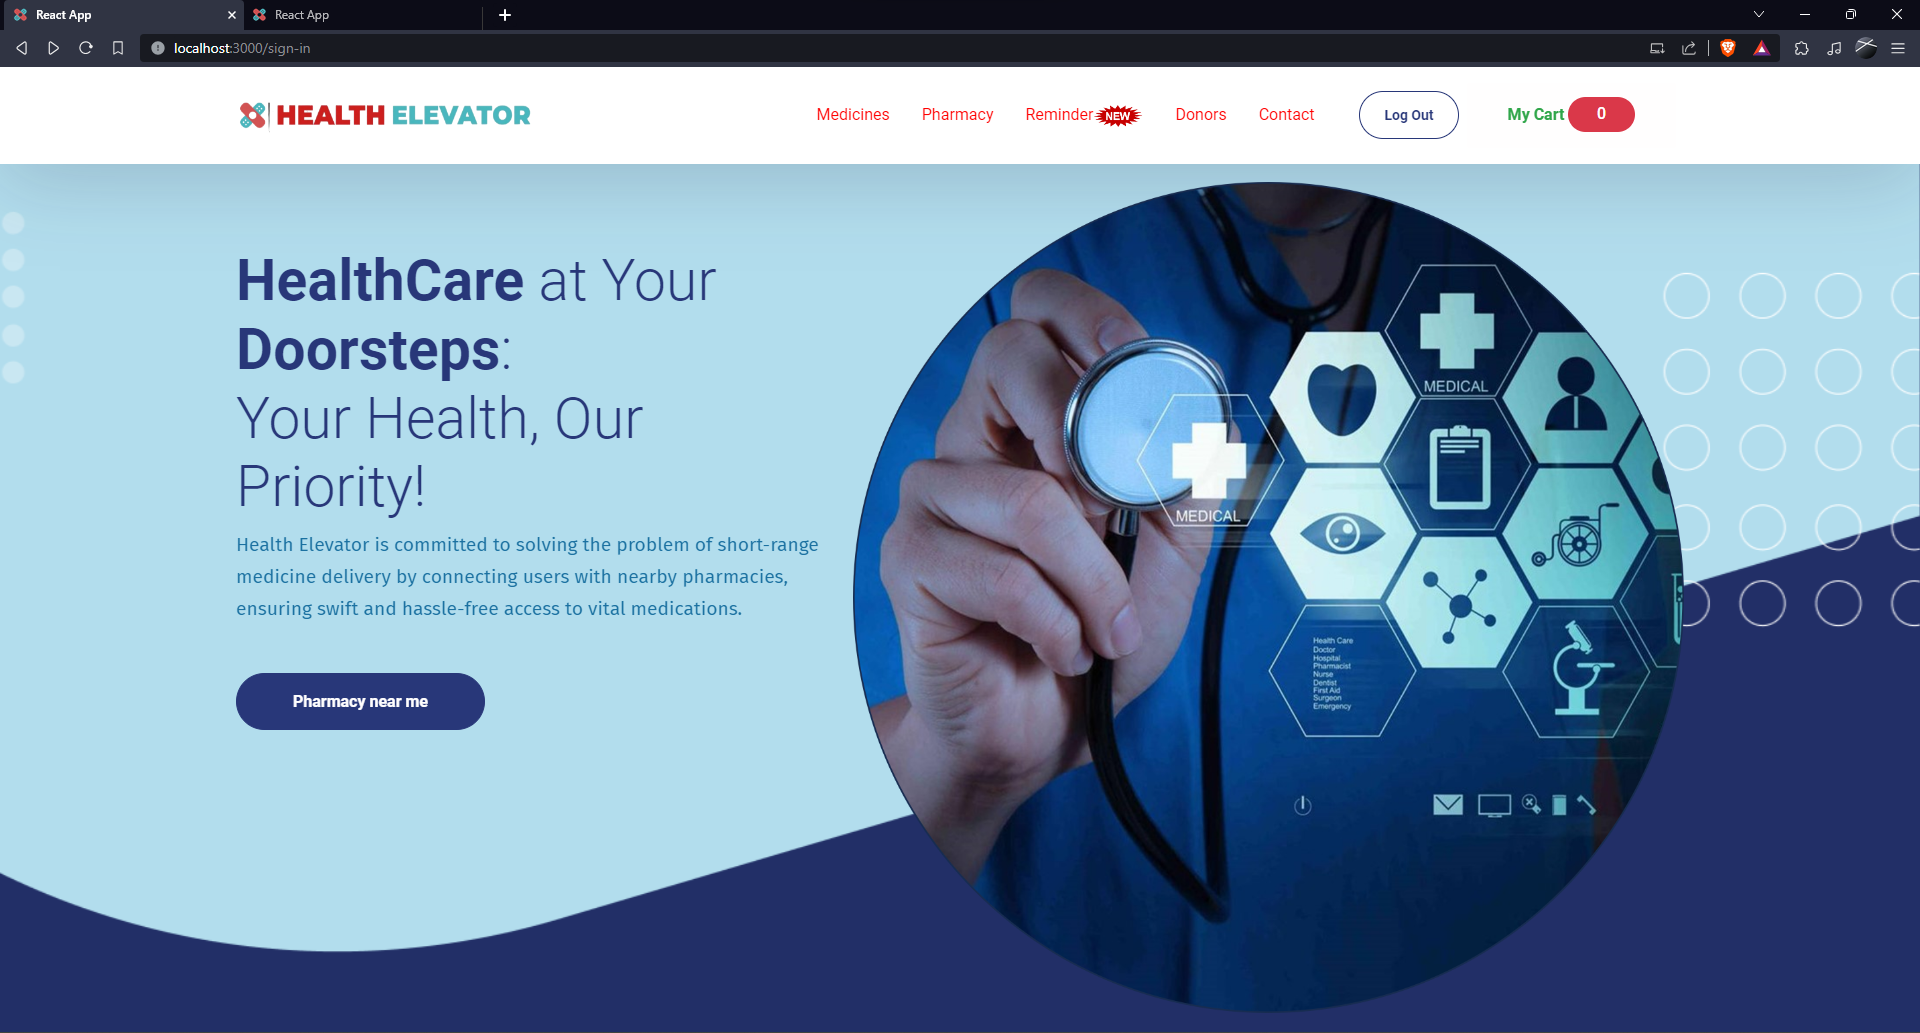 React App
React App
localhost:3000/sign-in
HEALTH ELEVATOR
Medicines
Pharmacy
Reminder NEW
Donors
Contact
Log Out
My Cart 0
HealthCare at Your
Doorsteps:
Your Health, Our
Priority!
Health Elevator is committed to solving the problem of short-range
medicine delivery by connecting users with nearby pharmacies,
ensuring swift and hassle-free access to vital medications.
Pharmacy near me
MEDICAL
MEDICAL
Health Care
Doctor
Hospital
Pharmacist
Nurse
Dentist
First Aid
Surgeon
Emergency